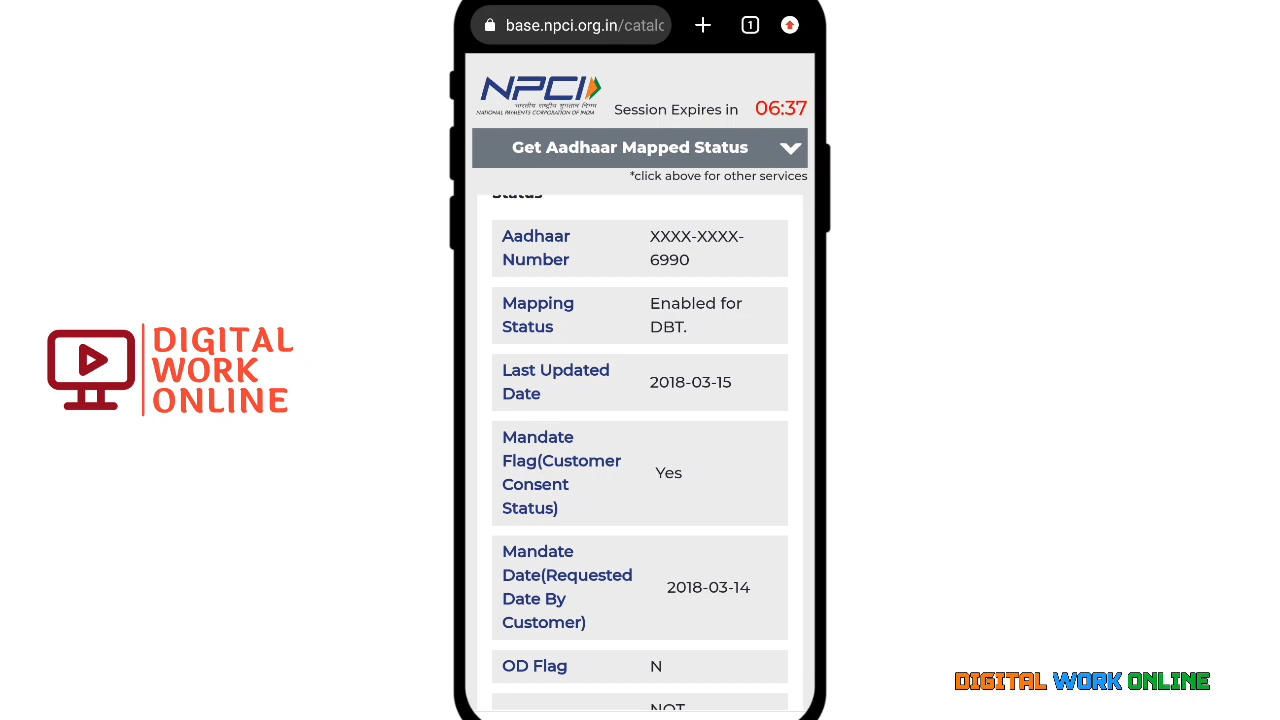 base.npci.org.in/catalo
1
NPCI
भारतीय राष्ट्रीय भुगतान निगम
NATIONAL PAYMENTS CORPORATION OF INDIA
Session Expires in 06:37
Get Aadhaar Mapped Status
*click above for other services
Status
Aadhaar
Number
XXXX-XXXX-
6990
Mapping
Status
Enabled for
DBT.
Last Updated
Date
2018-03-15
Mandate
Flag(Customer
Consent
Status)
Yes
Mandate
Date(Requested
Date By
Customer)
2018-03-14
OD Flag
N
NOT
DIGITAL
WORK
ONLINE
DIGITAL WORK ONLINE